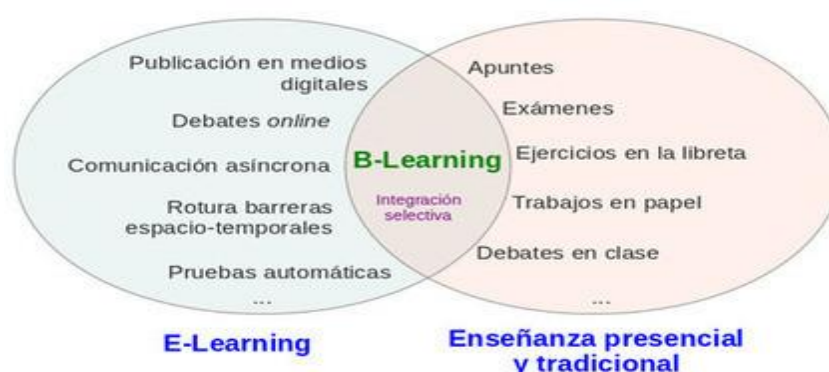 Publicación en medios
digitales
Debates online
Comunicación asíncrona
Rotura barreras
espacio-temporales
Pruebas automáticas
...
B-Learning
Integración
selectiva
Apuntes
Exámenes
Ejercicios en la libreta
Trabajos en papel
Debates en clase
...
E-Learning
Enseñanza presencial
y tradicional